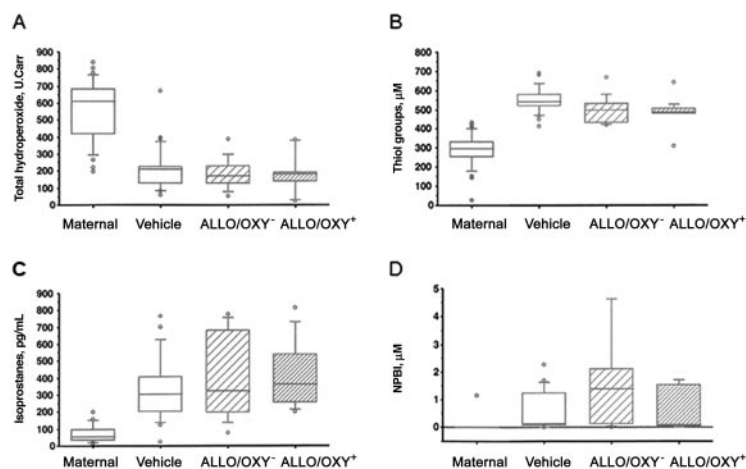 A
Total hydroperoxide, U.Carr
900
800
700
600
500
400
300
200
100
0
Maternal Vehicle ALLO/OXY⁻ ALLO/OXY⁺
B
Thiol groups, µM
800
700
600
500
400
300
200
100
0
Maternal Vehicle ALLO/OXY⁻ ALLO/OXY⁺
C
Isoprostanes, pg/mL
900
800
700
600
500
400
300
200
100
0
Maternal Vehicle ALLO/OXY⁻ ALLO/OXY⁺
D
NPBI, µM
5
4
3
2
1
0
Maternal Vehicle ALLO/OXY⁻ ALLO/OXY⁺